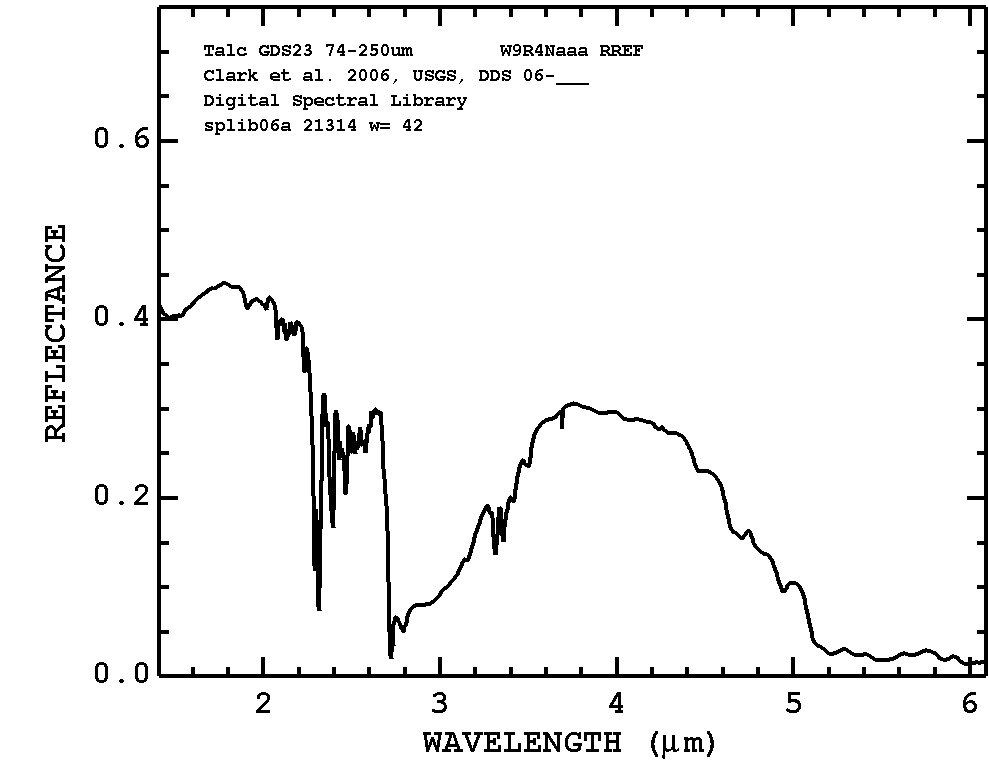 Talc GDS23 74-250um W9R4Naaa RREF
Clark et al. 2006, USGS, DDS 06-___
Digital Spectral Library
splib06a 21314 w= 42
0.6
0.4
0.2
0.0
REFLECTANCE
2 3 4 5 6
WAVELENGTH (μm)